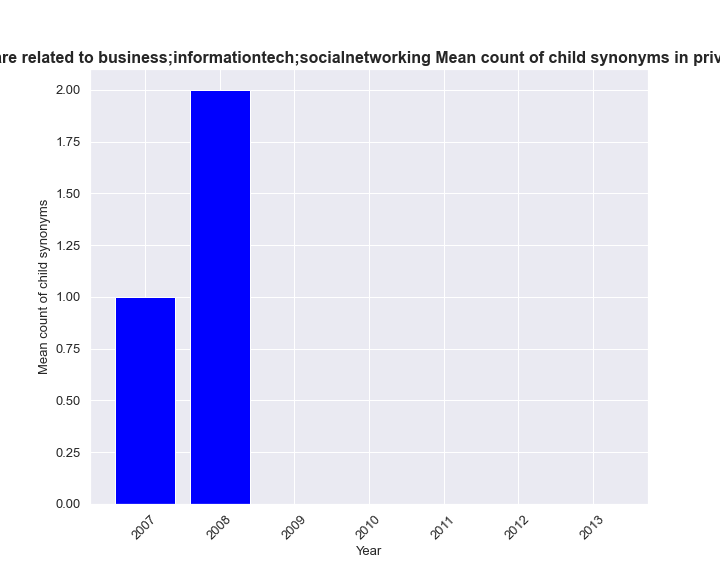 are related to business;informationtech;socialnetworking Mean count of child synonyms in priv
2.00
1.75
1.50
1.25
1.00
0.75
0.50
0.25
0.00
Mean count of child synonyms
2007 2008 2009 2010 2011 2012 2013
Year